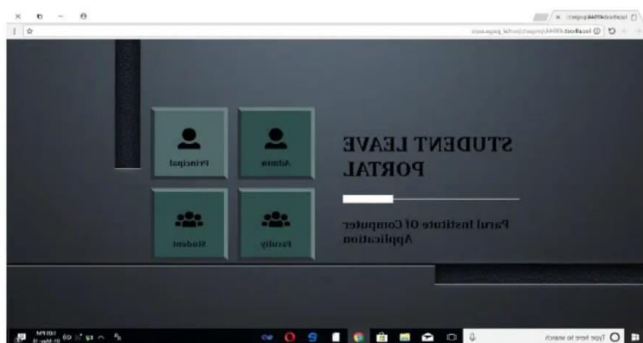 STUDENT LEAVE
PORTAL
Parul Institute Of Computer
Application
Admin
Principal
Faculty
Student
Type here to search